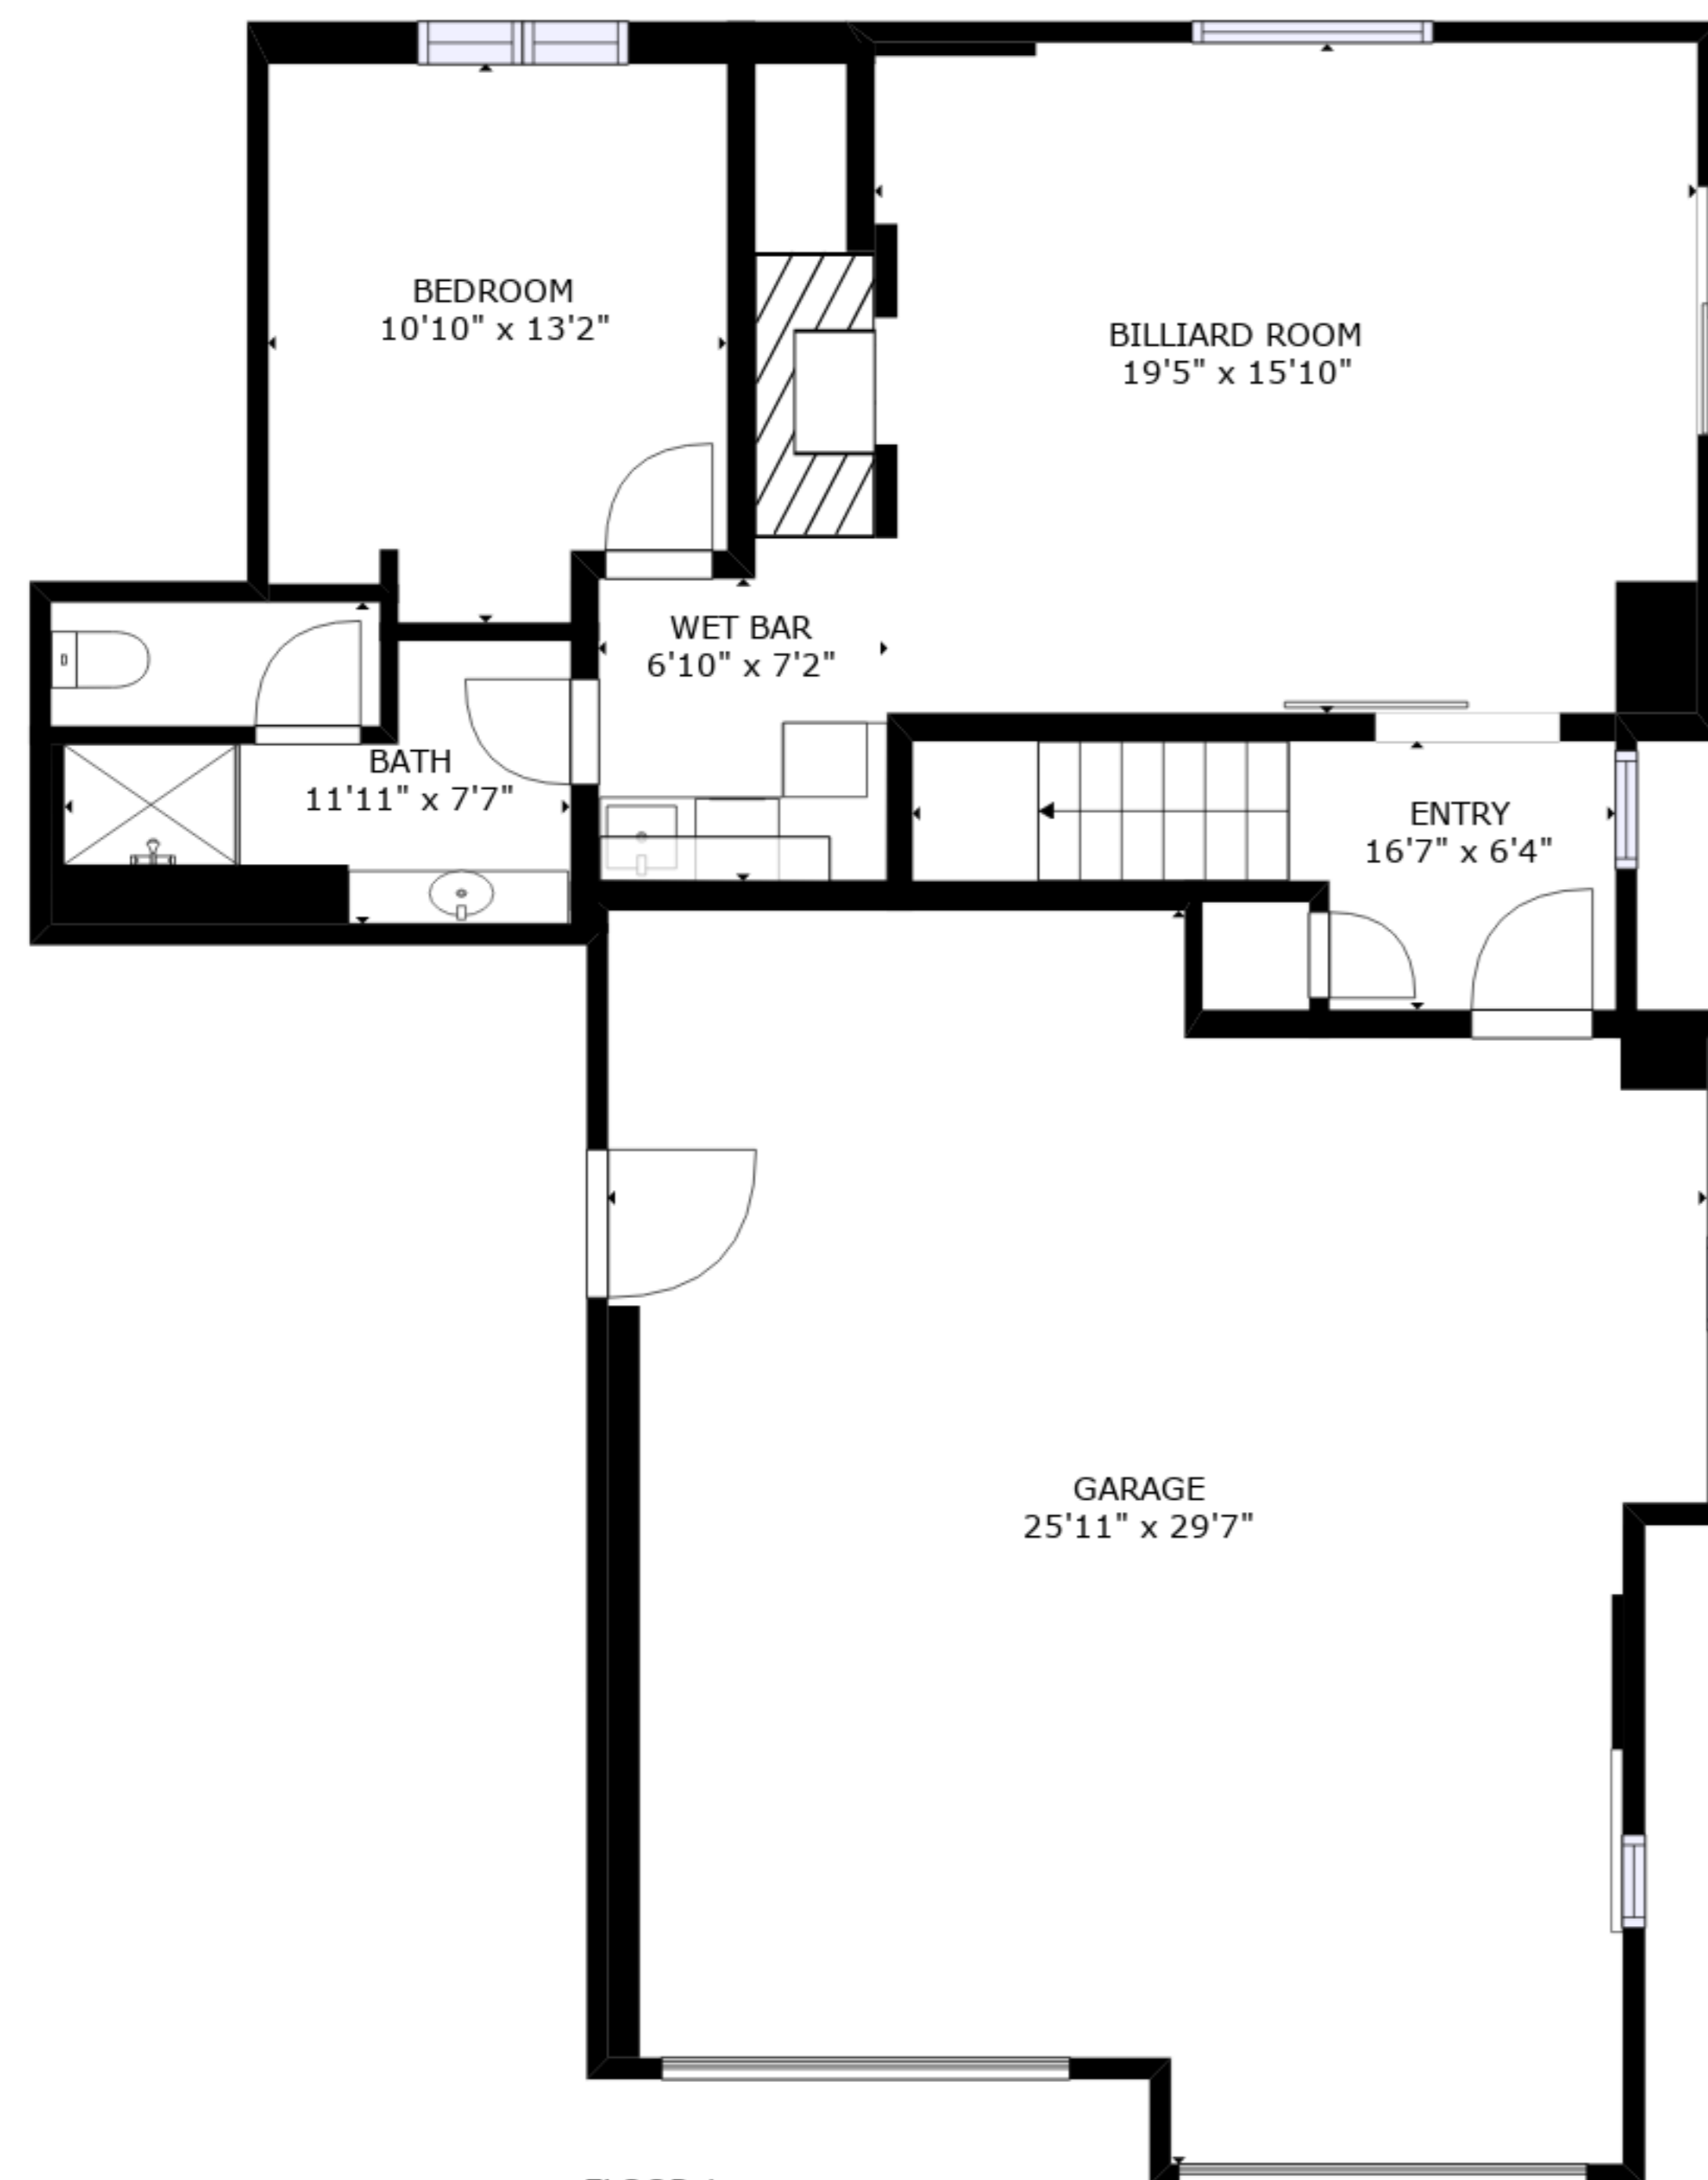 BEDROOM
10'10" x 13'2"
BILLIARD ROOM
19'5" x 15'10"
WET BAR
6'10" x 7'2"
BATH
11'11" x 7'7"
ENTRY
16'7" x 6'4"
GARAGE
25'11" x 29'7"